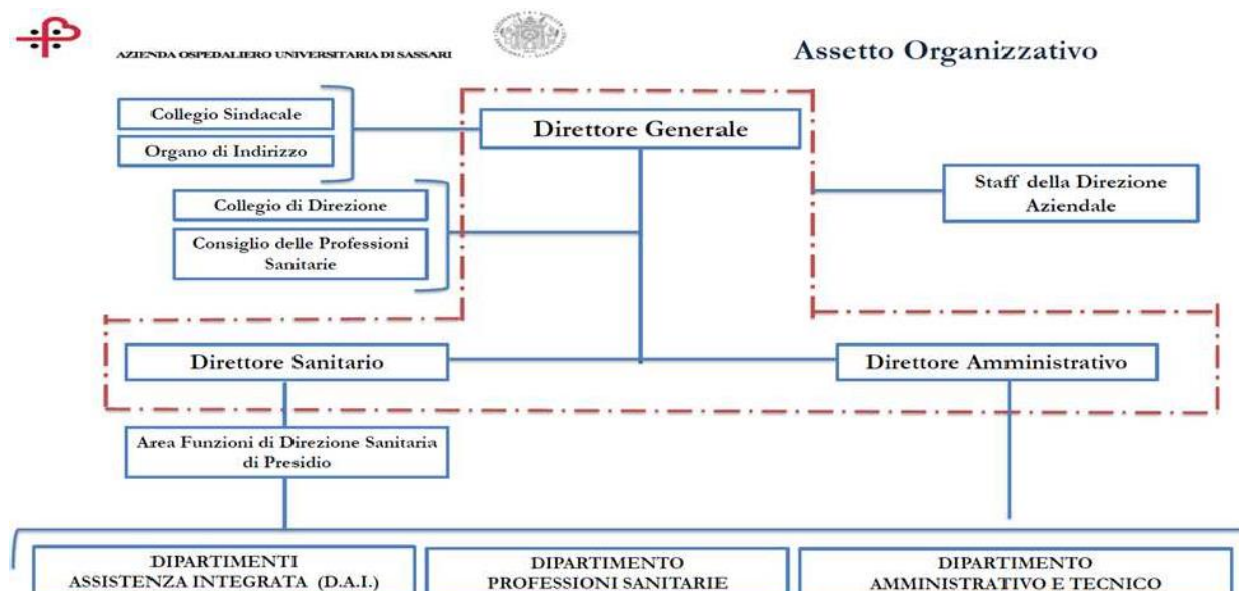 AZIENDA OSPEDALIERO UNIVERSITARIA DI SASSARI
Assetto Organizzativo
Collegio Sindacale
Organo di Indirizzo
Direttore Generale
Collegio di Direzione
Consiglio delle Professioni
Sanitarie
Staff della Direzione
Aziendale
Direttore Sanitario
Direttore Amministrativo
Area Funzioni di Direzione Sanitaria
di Presidio
DIPARTIMENTI
ASSISTENZA INTEGRATA (D.A.I.)
DIPARTIMENTO
PROFESSIONI SANITARIE
DIPARTIMENTO
AMMINISTRATIVO E TECNICO